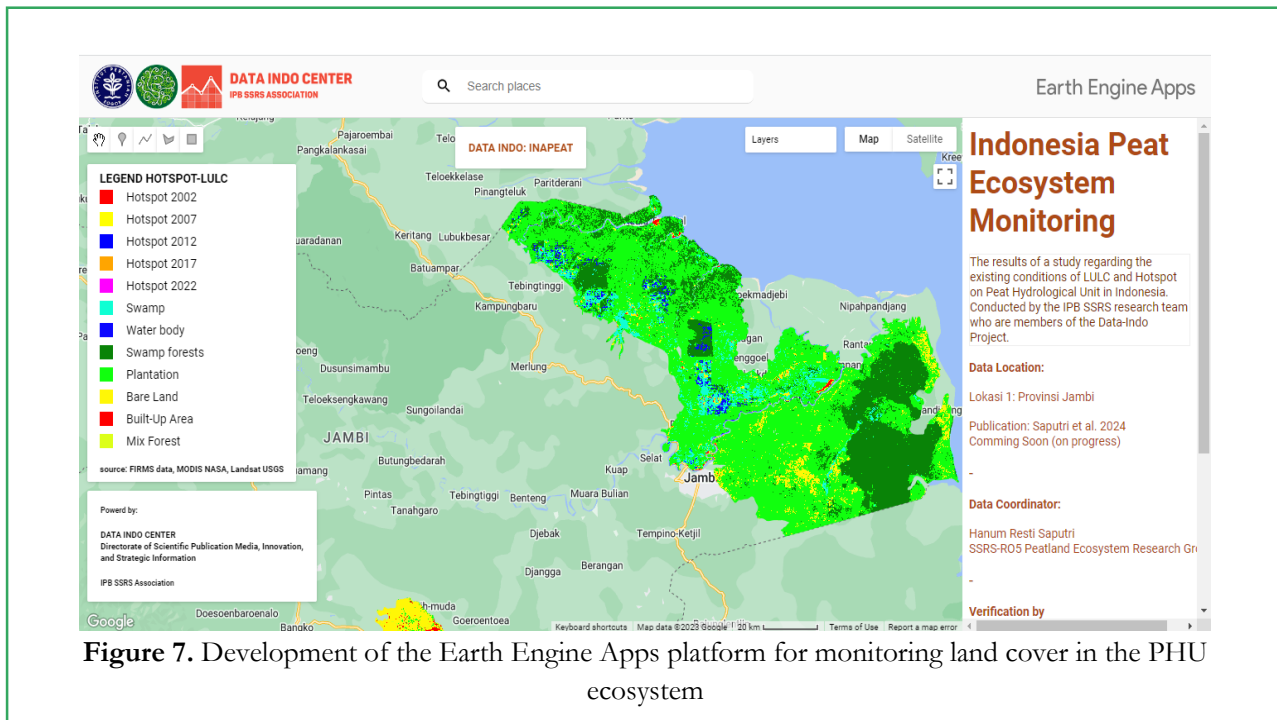 DATA INDO CENTER
IPB SSRS ASSOCIATION
Search places
Earth Engine Apps
DATA INDO: INAPEAT
Layers
Map
Satellite
LEGEND HOTSPOT-LULC
Hotspot 2002
Hotspot 2007
Hotspot 2012
Hotspot 2017
Hotspot 2022
Swamp
Water body
Swamp forests
Plantation
Bare Land
Built-Up Area
Mix Forest
source: FIRMS data, MODIS NASA, Landsat USGS
Powerd by:
DATA INDO CENTER
Directorate of Scientific Publication Media, Innovation,
and Strategic Information
IPB SSRS Association
Pajaroembai
Pangkalankasai
Teloekkelase
Paritderani
Pinangteluk
Keritang
Lubukbesar
uaradanan
Batuampar
Tebingtinggi
Kampungbaru
Merlung
Dusunsimambu
Teloeksengkawang
Sungoilandai
JAMBI
Butungbedarah
Pintas
Tanahgaro
Tebingtiggi
Benteng
Muara Bulian
Kuap
Selat
Jamb
Nipahpandjang
Djebak
Tempino-Ketjil
Berangan
Djangga
Doesoenbaroenalo
Bangko
Goeroentoea
Google
Keyboard shortcuts
Map data ©2023 Google
20 km
Terms of Use
Report a map error
Indonesia Peat
Ecosystem
Monitoring
The results of a study regarding the
existing conditions of LULC and Hotspot
on Peat Hydrological Unit in Indonesia.
Conducted by the IPB SSRS research team
who are members of the Data-Indo
Project.
Data Location:
Lokasi 1: Provinsi Jambi
Publication: Saputri et al. 2024
Comming Soon (on progress)
-
Data Coordinator:
Hanum Resti Saputri
SSRS-RO5 Peatland Ecosystem Research Gr
-
Verification by
Figure 7. Development of the Earth Engine Apps platform for monitoring land cover in the PHU
ecosystem